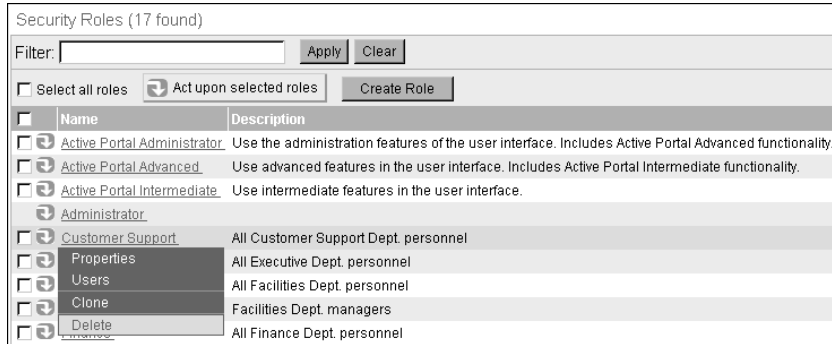 Security Roles (17 found)
Filter: Apply Clear
Select all roles Act upon selected roles Create Role
Name Description
Active Portal Administrator Use the administration features of the user interface. Includes Active Portal Advanced functionality.
Active Portal Advanced Use advanced features in the user interface. Includes Active Portal Intermediate functionality.
Active Portal Intermediate Use intermediate features in the user interface.
Administrator
Customer Support All Customer Support Dept. personnel
Properties All Executive Dept. personnel
Users All Facilities Dept. personnel
Clone Facilities Dept. managers
Delete All Finance Dept. personnel